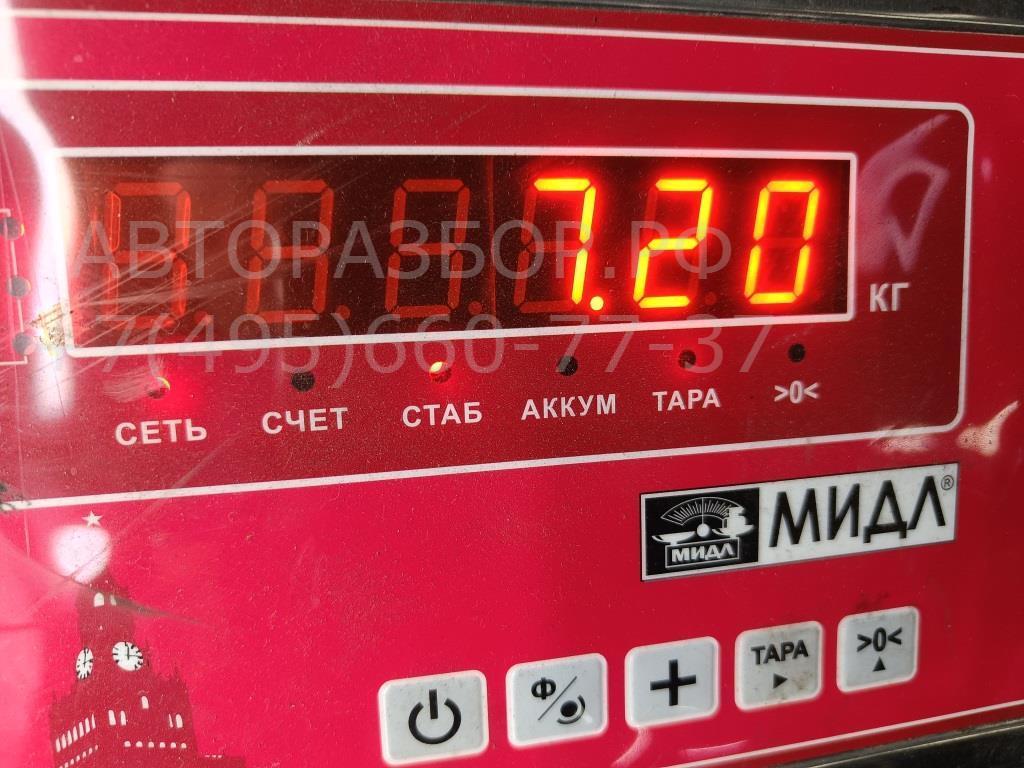 7.20
КГ
АВТОРАЗБОР.РФ
+7(495)660-77-37
СЕТЬ СЧЕТ СТАБ АККУМ ТАРА >0<
МИДЛ МИДЛ®
Ф
+
ТАРА
>0<